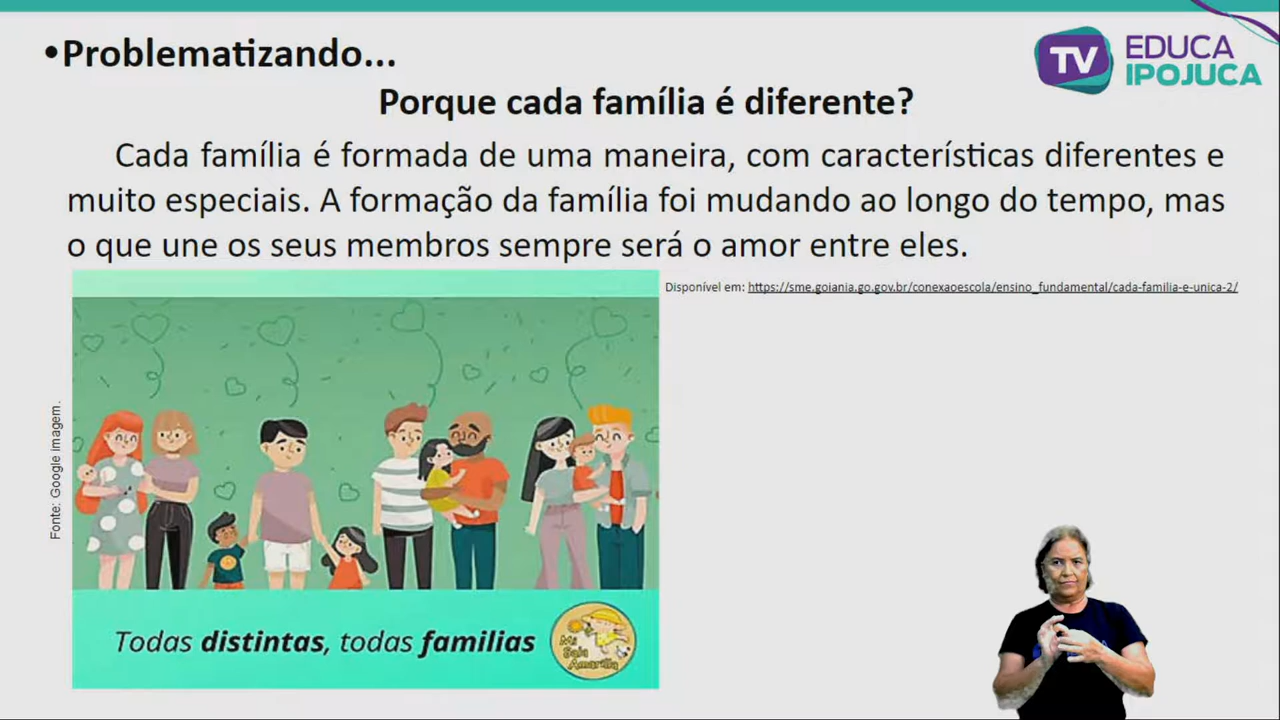 •Problematizando...
TV EDUCA
IPOJUCA
Porque cada família é diferente?
Cada família é formada de uma maneira, com características diferentes e
muito especiais. A formação da família foi mudando ao longo do tempo, mas
o que une os seus membros sempre será o amor entre eles.
Disponível em: https://sme.goiania.go.gov.br/conexaoescola/ensino_fundamental/cada-familia-e-unica-2/
Fonte: Google imagem.
Todas distintas, todas familias
Mi
Sala
Amarilla